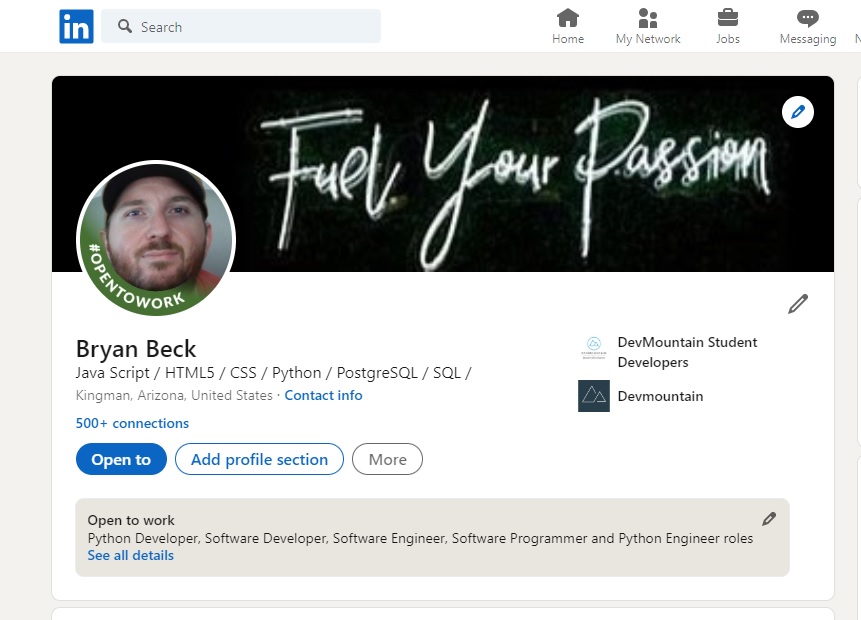 in
Search
Home
My Network
Jobs
Messaging
N
Fuel Your Passion
#OPENTOWORK
Bryan Beck
Java Script / HTML5 / CSS / Python / PostgreSQL / SQL /
Kingman, Arizona, United States · Contact info
500+ connections
DevMountain Student
Developers
Devmountain
Open to
Add profile section
More
Open to work
Python Developer, Software Developer, Software Engineer, Software Programmer and Python Engineer roles
See all details